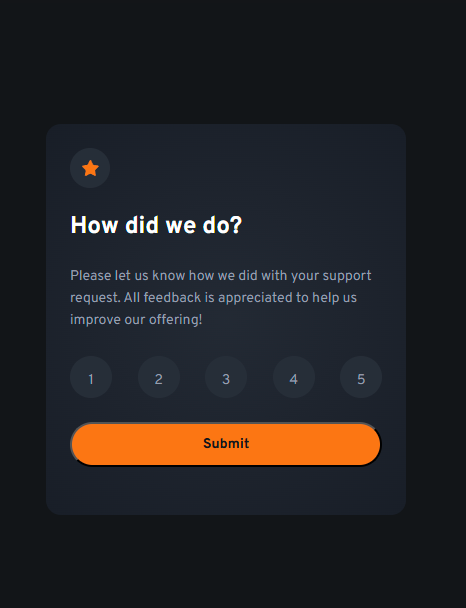 How did we do?
Please let us know how we did with your support
request. All feedback is appreciated to help us
improve our offering!
1 2 3 4 5
Submit